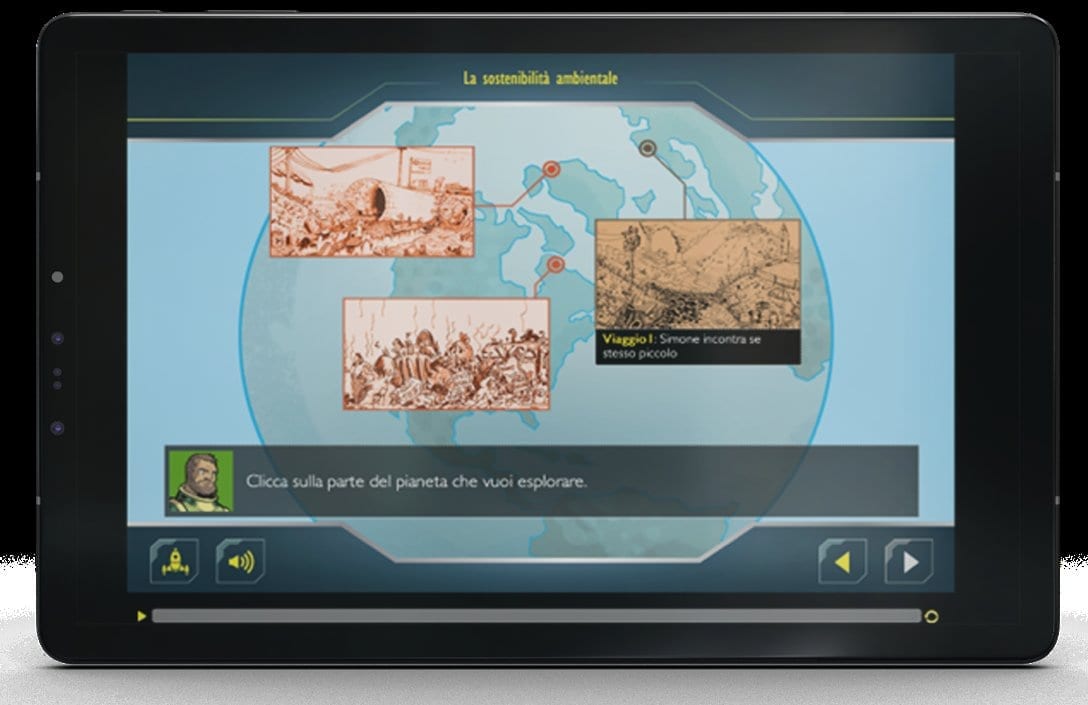 La sostenibilità ambientale
Viaggio 1: Simone incontra se
stesso piccolo
Clicca sulla parte del pianeta che vuoi esplorare.